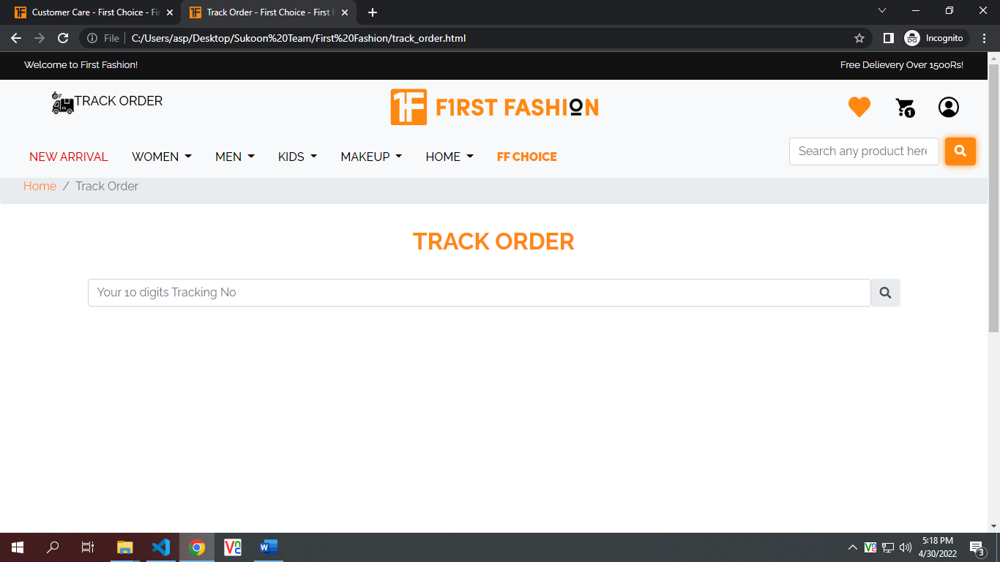 Customer Care - First Choice - Fir
Track Order - First Choice - First F
Incognito
File
C:/Users/asp/Desktop/Sukoon%20Team/First%20Fashion/track_order.html
Welcome to First Fashion!
Free Delievery Over 1500Rs!
TRACK ORDER
1F F1RST FASHION
1
NEW ARRIVAL WOMEN MEN KIDS MAKEUP HOME FF CHOICE
Search any product here
Home / Track Order
TRACK ORDER
Your 10 digits Tracking No
5:18 PM
4/30/2022
3